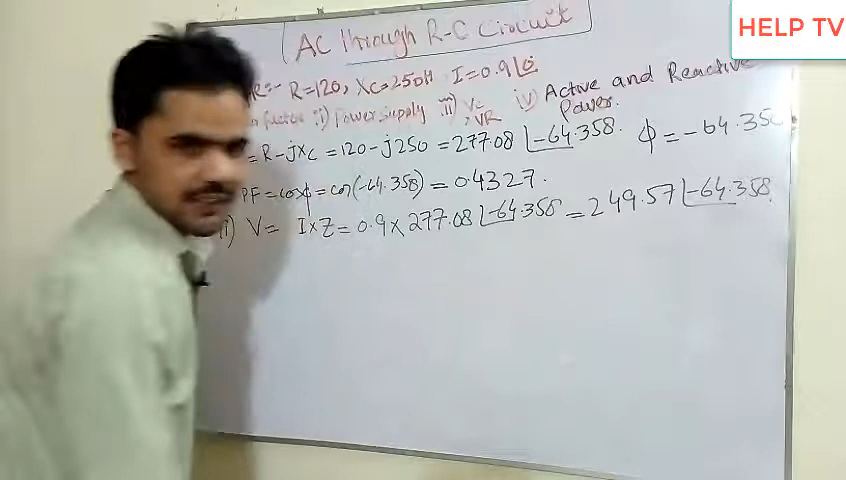 HELP TV
AC through R-C Circuit
R=120, Xc=250Ω I=0.9∠0
i) Power supply iii) Vc, VR iv) Active and Reactive Power.
= R-jXc = 120-j250 = 277.08 ∠-64.358. ϕ=-64.358
PF=cosϕ=cos(-64.358)=0.4327.
ii) V= I×Z=0.9×277.08 ∠-64.358 = 249.57∠-64.358.